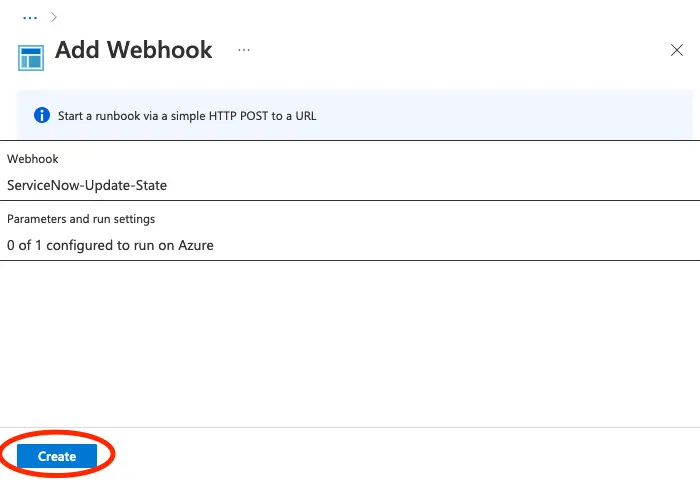 Add Webhook
Start a runbook via a simple HTTP POST to a URL
Webhook
ServiceNow-Update-State
Parameters and run settings
0 of 1 configured to run on Azure
Create